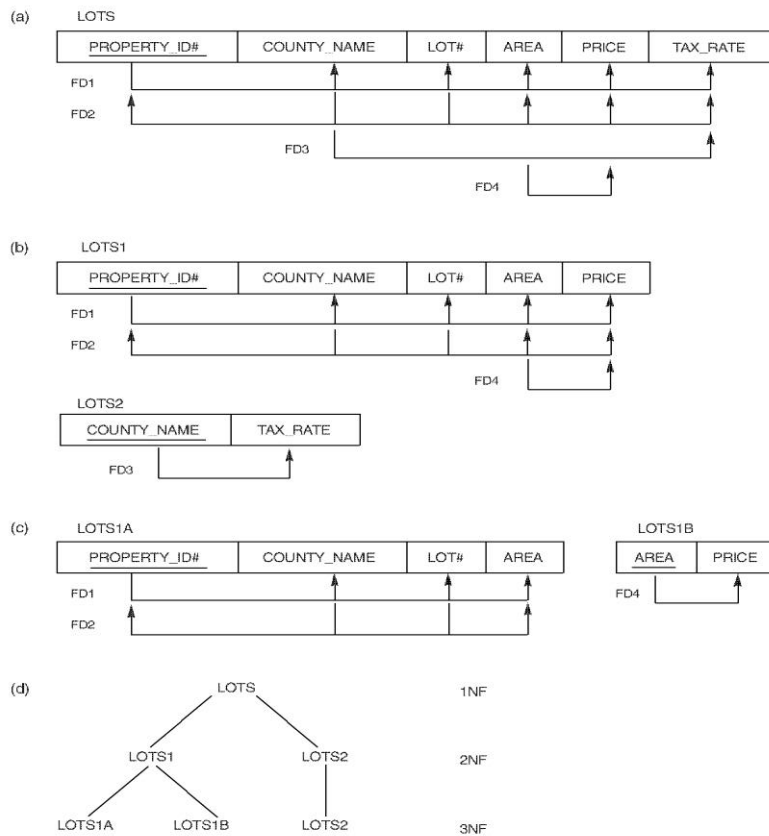 (a) LOTS
PROPERTY_ID# COUNTY_NAME LOT# AREA PRICE TAX_RATE
FD1
FD2
FD3
FD4
(b) LOTS1
PROPERTY_ID# COUNTY_NAME LOT# AREA PRICE
FD1
FD2
FD4
LOTS2
COUNTY_NAME TAX_RATE
FD3
(c) LOTS1A LOTS1B
PROPERTY_ID# COUNTY_NAME LOT# AREA AREA PRICE
FD1 FD4
FD2
(d) LOTS 1NF
LOTS1 LOTS2 2NF
LOTS1A LOTS1B LOTS2 3NF